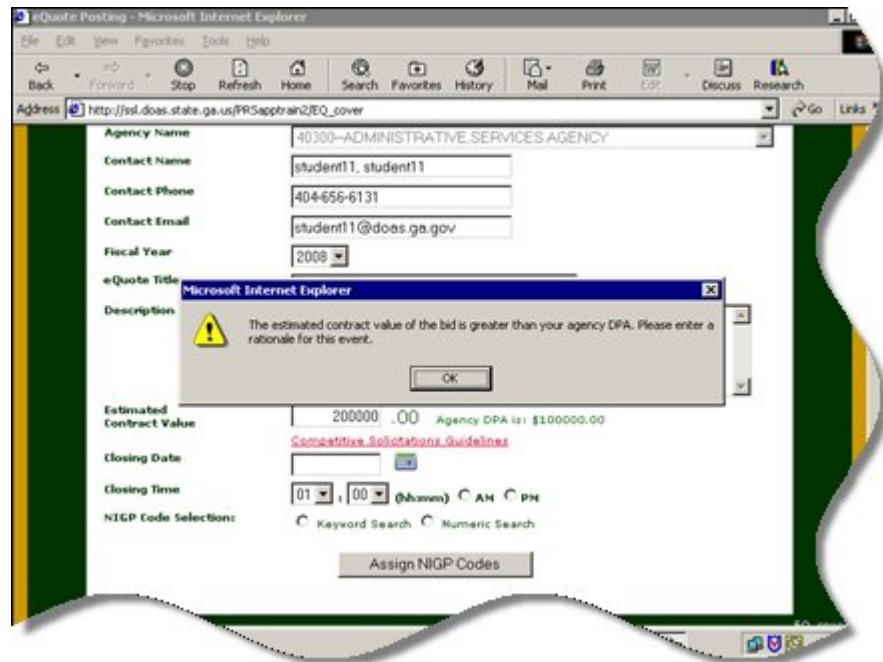 eQuote Posting - Microsoft Internet Explorer
File Edit View Favorites Tools Help
Back Forward Stop Refresh Home Search Favorites History Mail Print Edit Discuss Research
Address http://ssl.doas.state.ga.us/PRSapptrain2/EQ_cover Go Links
Agency Name 40300--ADMINISTRATIVE SERVICES AGENCY
Contact Name student11, student11
Contact Phone 404-656-6131
Contact Email student11@doas.ga.gov
Fiscal Year 2008
eQuote Title
Microsoft Internet Explorer
Description
The estimated contract value of the bid is greater than your agency DPA. Please enter a
rationale for this event.
OK
Estimated
Contract Value 200000 .00 Agency DPA is: $100000.00
Competitive Solicitations Guidelines
Closing Date
Closing Time 01 : 00 (hh:mm) AM PM
NIGP Code Selection: Keyword Search Numeric Search
Assign NIGP Codes